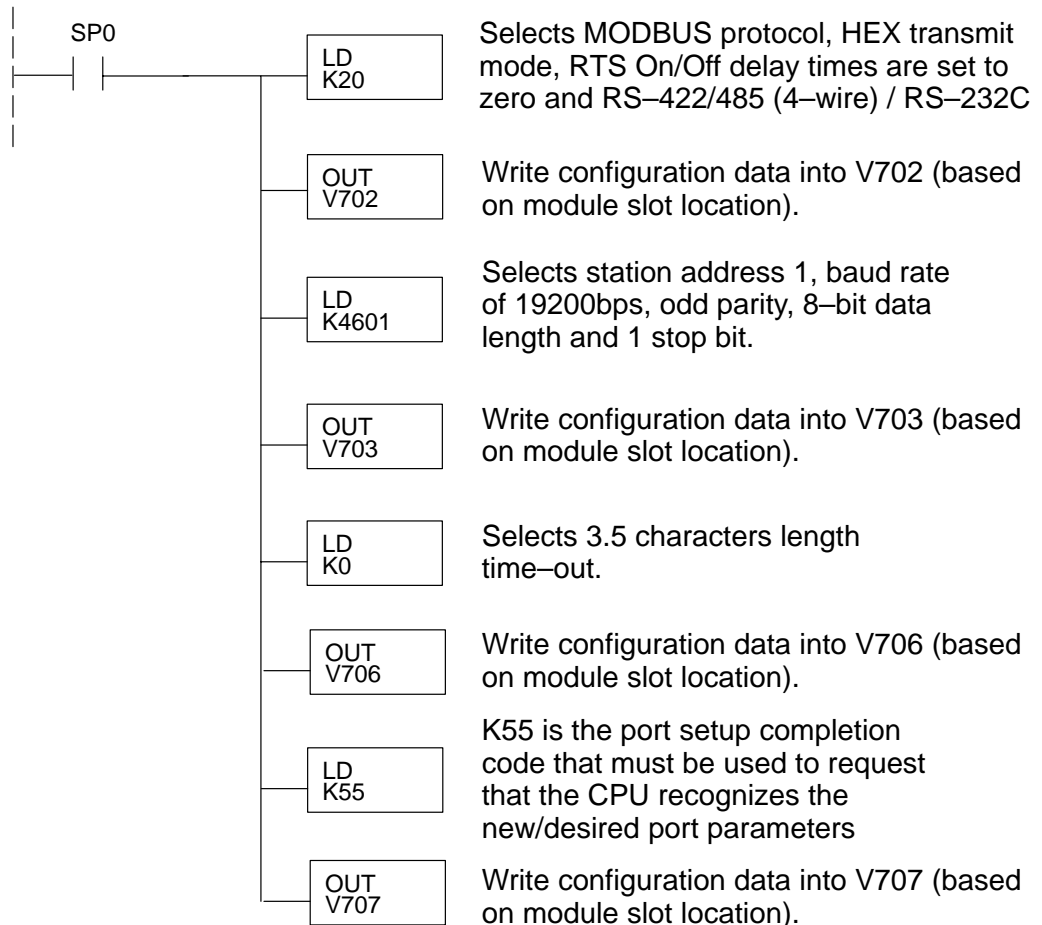 SP0
LD
K20
Selects MODBUS protocol, HEX transmit
mode, RTS On/Off delay times are set to
zero and RS–422/485 (4–wire) / RS–232C
OUT
V702
Write configuration data into V702 (based
on module slot location).
LD
K4601
Selects station address 1, baud rate
of 19200bps, odd parity, 8–bit data
length and 1 stop bit.
OUT
V703
Write configuration data into V703 (based
on module slot location).
LD
K0
Selects 3.5 characters length
time–out.
OUT
V706
Write configuration data into V706 (based
on module slot location).
LD
K55
K55 is the port setup completion
code that must be used to request
that the CPU recognizes the
new/desired port parameters
OUT
V707
Write configuration data into V707 (based
on module slot location).